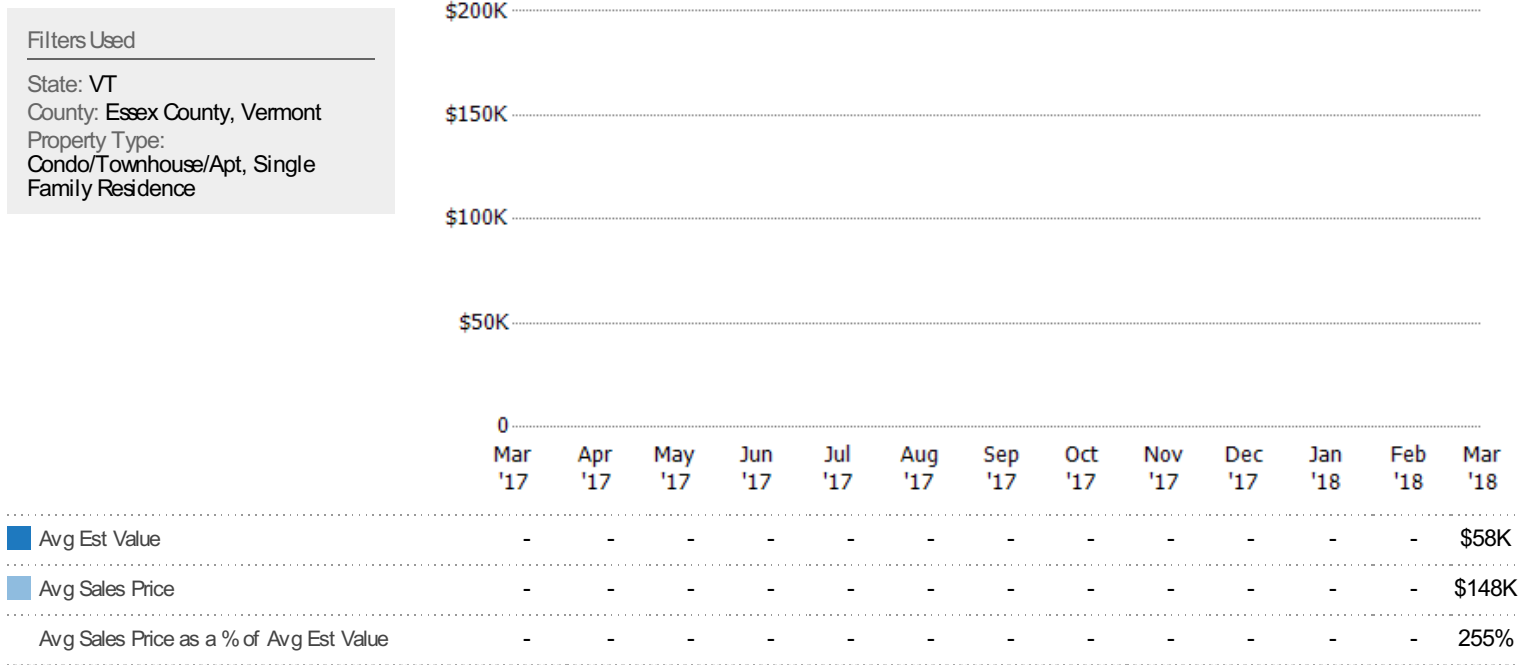 Filters Used
State: VT
County: Essex County, Vermont
Property Type:
Condo/Townhouse/Apt, Single
Family Residence
$200K
$150K
$100K
$50K
0
Mar Apr May Jun Jul Aug Sep Oct Nov Dec Jan Feb Mar
'17 '17 '17 '17 '17 '17 '17 '17 '17 '17 '18 '18 '18
Avg Est Value - - - - - - - - - - - - $58K
Avg Sales Price - - - - - - - - - - - - $148K
Avg Sales Price as a % of Avg Est Value - - - - - - - - - - - - 255%